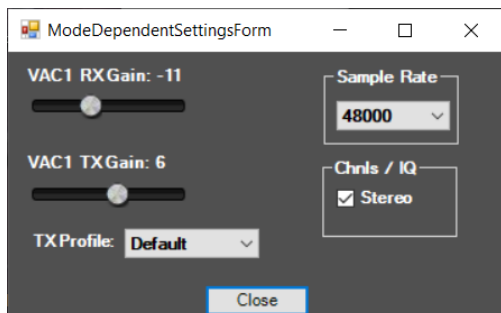 ModeDependentSettingsForm
VAC1 RX Gain: -11
Sample Rate
48000
VAC1 TX Gain: 6
Chnls / IQ
Stereo
TX Profile: Default
Close